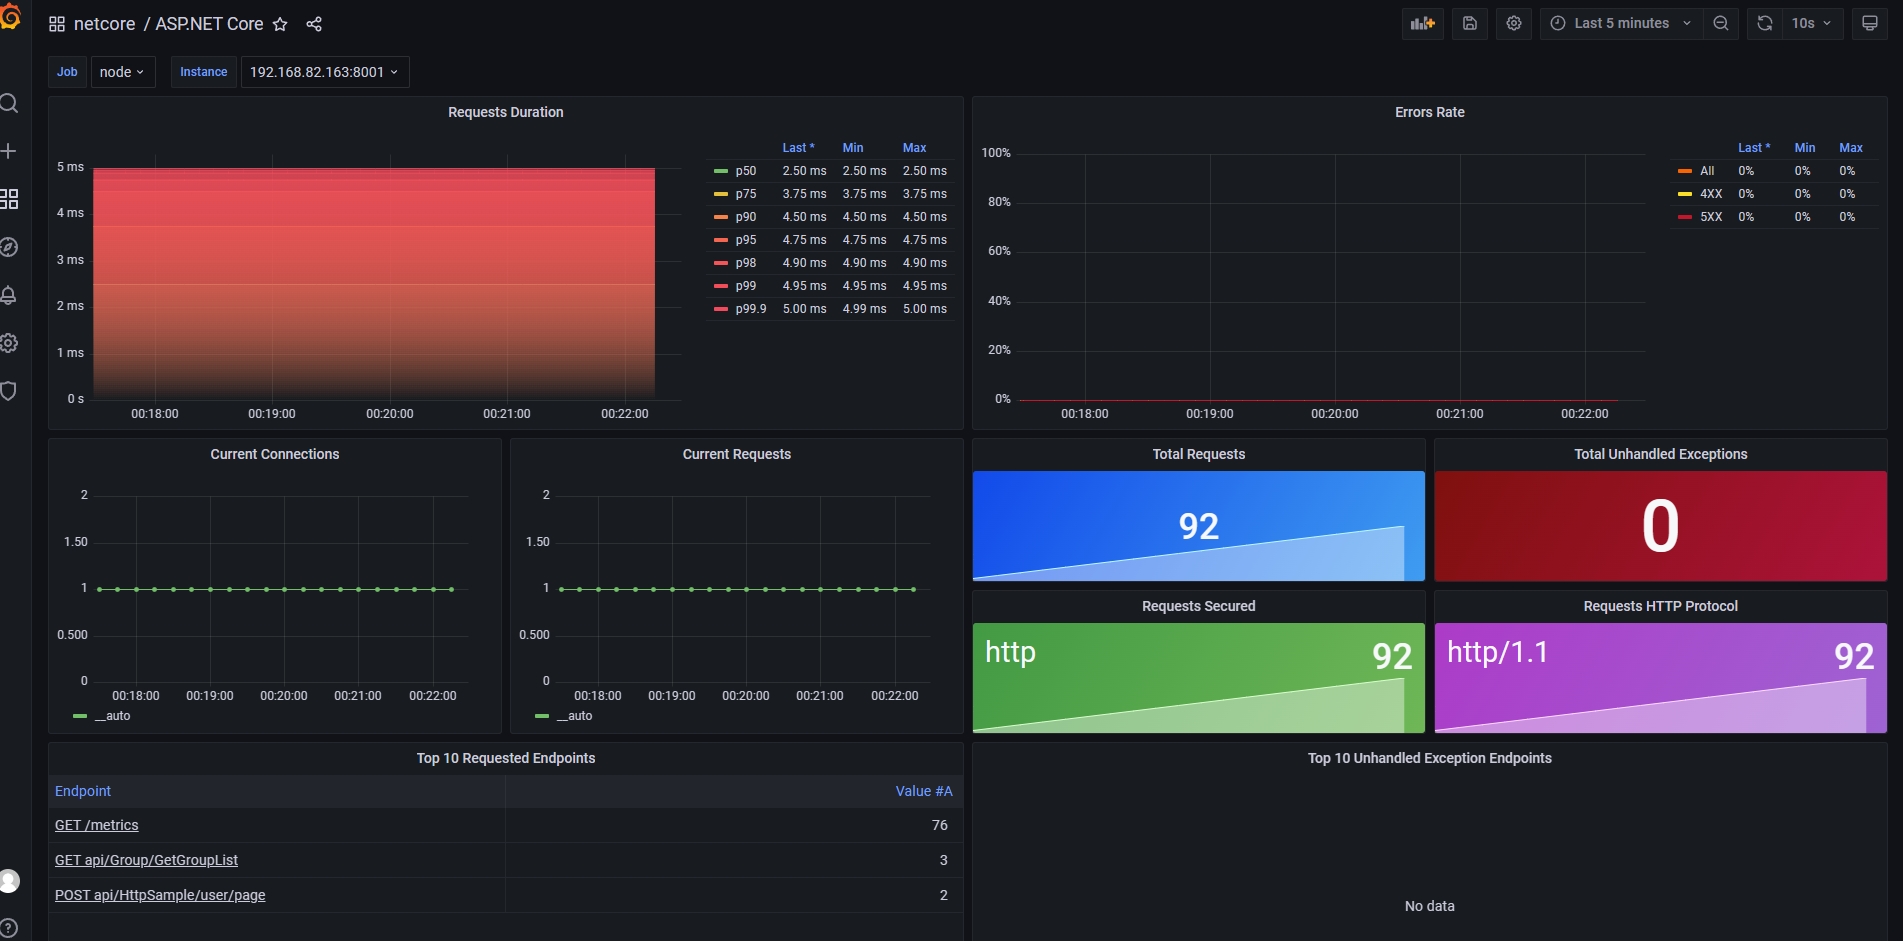 netcore / ASP.NET Core
Last 5 minutes
10s
Job node Instance 192.168.82.163:8001
Requests Duration
5 ms
4 ms
3 ms
2 ms
1 ms
0 s
00:18:00 00:19:00 00:20:00 00:21:00 00:22:00
Last * Min Max
p50 2.50 ms 2.50 ms 2.50 ms
p75 3.75 ms 3.75 ms 3.75 ms
p90 4.50 ms 4.50 ms 4.50 ms
p95 4.75 ms 4.75 ms 4.75 ms
p98 4.90 ms 4.90 ms 4.90 ms
p99 4.95 ms 4.95 ms 4.95 ms
p99.9 5.00 ms 4.99 ms 5.00 ms
Errors Rate
100%
80%
60%
40%
20%
0%
00:18:00 00:19:00 00:20:00 00:21:00 00:22:00
Last * Min Max
All 0% 0% 0%
4XX 0% 0% 0%
5XX 0% 0% 0%
Current Connections
2
1.50
1
0.500
0
00:18:00 00:19:00 00:20:00 00:21:00 00:22:00
__auto
Current Requests
2
1.50
1
0.500
0
00:18:00 00:19:00 00:20:00 00:21:00 00:22:00
__auto
Total Requests
92
Total Unhandled Exceptions
0
Requests Secured
http 92
Requests HTTP Protocol
http/1.1 92
Top 10 Requested Endpoints
Endpoint Value #A
GET /metrics 76
GET api/Group/GetGroupList 3
POST api/HttpSample/user/page 2
Top 10 Unhandled Exception Endpoints
No data